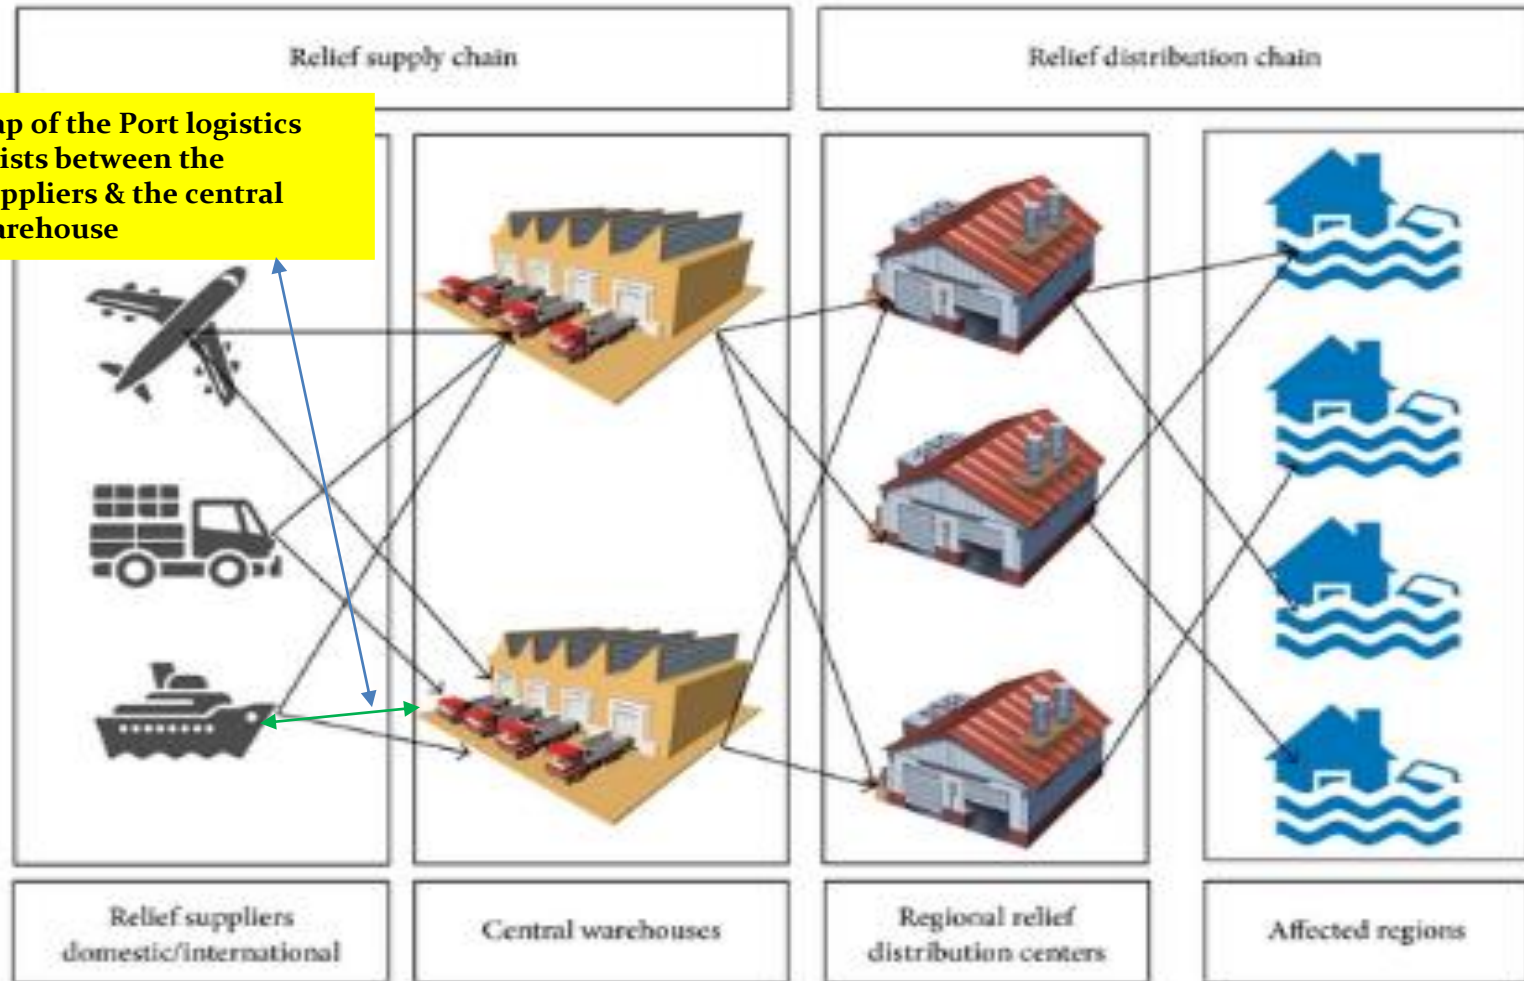 Relief supply chain
Relief distribution chain
ap of the Port logistics
ists between the
ppliers & the central
arehouse
Relief suppliers
domestic/international
Central warehouses
Regional relief
distribution centers
Affected regions